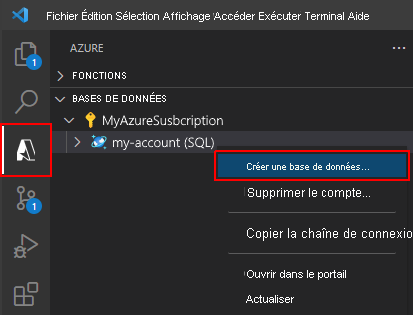 Fichier Édition Sélection Affichage Accéder Exécuter Terminal Aide
AZURE
FONCTIONS
BASES DE DONNÉES
MyAzureSusbcription
my-account (SQL)
Créer une base de données...
Supprimer le compte...
Copier la chaîne de connexio
Ouvrir dans le portail
Actualiser
1
1